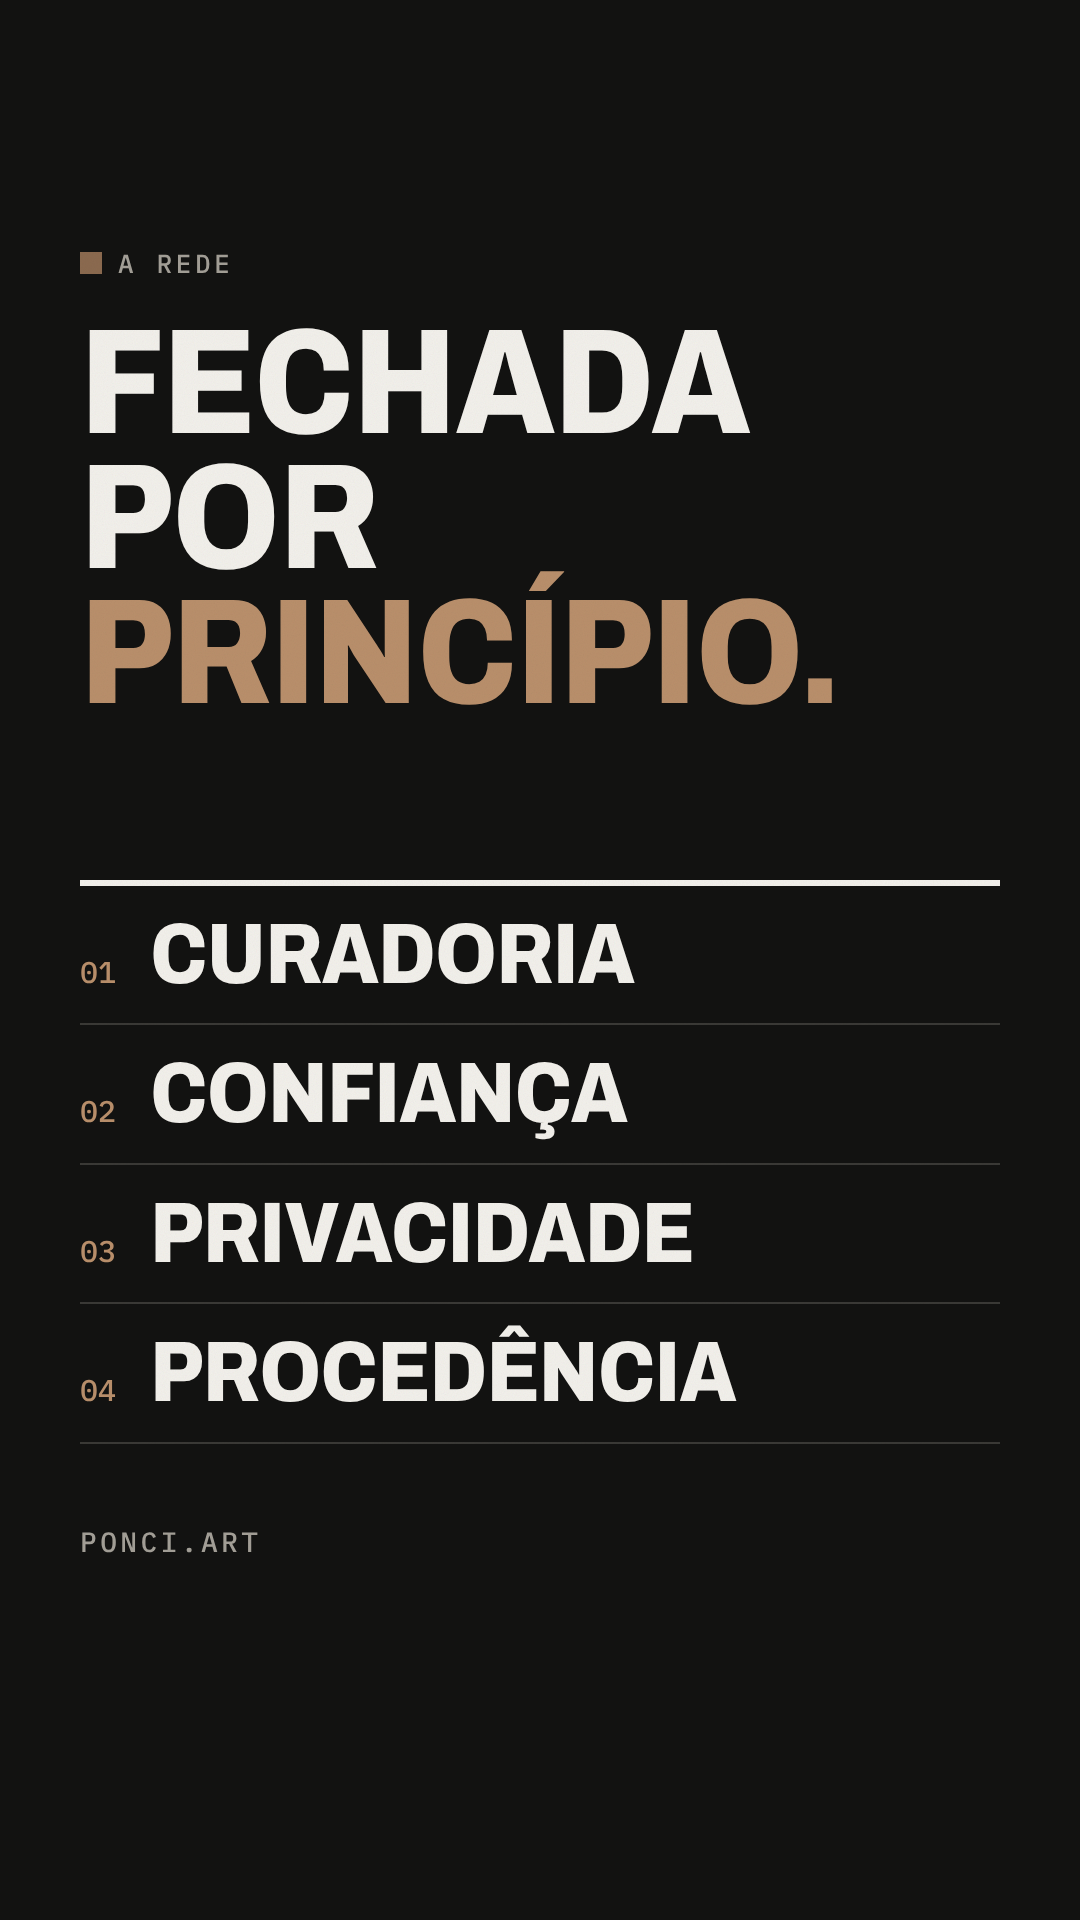 A REDE
FECHADA
POR
PRINCÍPIO.
01 CURADORIA
02 CONFIANÇA
03 PRIVACIDADE
04 PROCEDÊNCIA
PONCI.ART